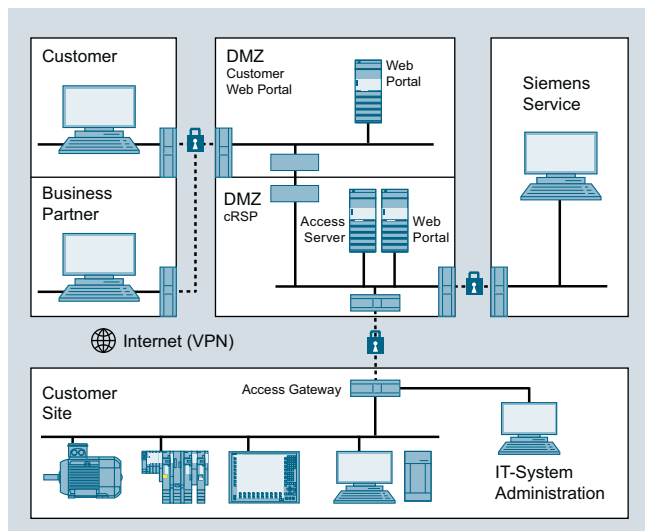 Customer
DMZ
Customer
Web Portal
Web
Portal
Siemens
Service
Business
Partner
DMZ
cRSP
Access
Server
Web
Portal
Internet (VPN)
Customer
Site
Access Gateway
IT-System
Administration